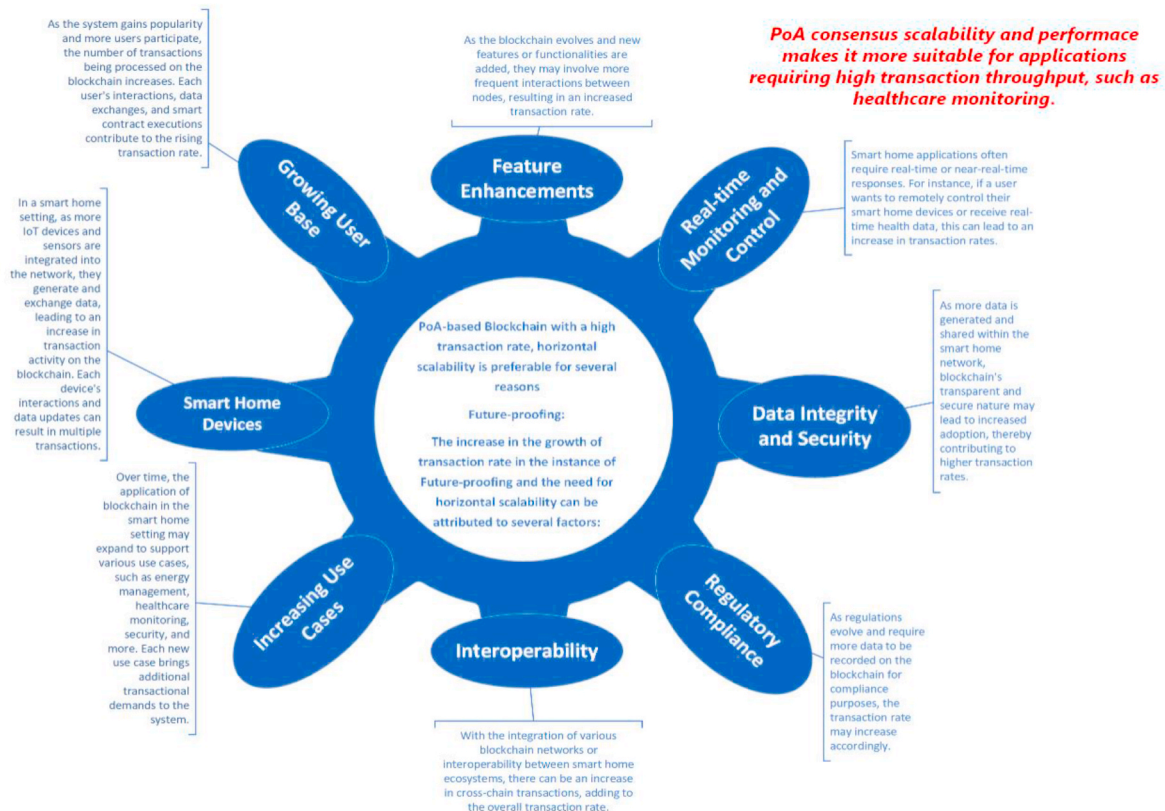 As the system gains popularity
and more users participate,
the number of transactions
being processed on the
blockchain increases. Each
user's interactions, data
exchanges, and smart
contract executions
contribute to the rising
transaction rate.
As the blockchain evolves and new
features or functionalities are
added, they may involve more
frequent interactions between
nodes, resulting in an increased
transaction rate.
PoA consensus scalability and performace
makes it more suitable for applications
requiring high transaction throughput, such as
healthcare monitoring.
Growing User
Base
Feature
Enhancements
Real-time
Monitoring and
Control
Smart home applications often
require real-time or near-real-time
responses. For instance, if a user
wants to remotely control their
smart home devices or receive real-
time health data, this can lead to
an increase in transaction rates.
In a smart home
setting, as more
IoT devices and
sensors are
integrated into
the network, they
generate and
exchange data,
leading to an
increase in
transaction
activity on the
blockchain. Each
device's
interactions and
data updates can
result in multiple
transactions.
Smart Home
Devices
PoA-based Blockchain with a high
transaction rate, horizontal
scalability is preferable for several
reasons
Future-proofing:
The increase in the growth of
transaction rate in the instance of
Future-proofing and the need for
horizontal scalability can be
attributed to several factors:
Data Integrity
and Security
As more data is
generated and
shared within the
smart home
network,
blockchain's
transparent and
secure nature may
lead to increased
adoption, thereby
contributing to
higher transaction
rates.
Over time, the
application of
blockchain in the
smart home
setting may
expand to support
various use cases,
such as energy
management,
healthcare
monitoring,
security, and
more. Each new
use case brings
additional
transactional
demands to the
system.
Increasing Use
Cases
Interoperability
Regulatory
Compliance
As regulations
evolve and require
more data to be
recorded on the
blockchain for
compliance
purposes, the
transaction rate
may increase
accordingly.
With the integration of various
blockchain networks or
interoperability between smart home
ecosystems, there can be an increase
in cross-chain transactions, adding to
the overall transaction rate.